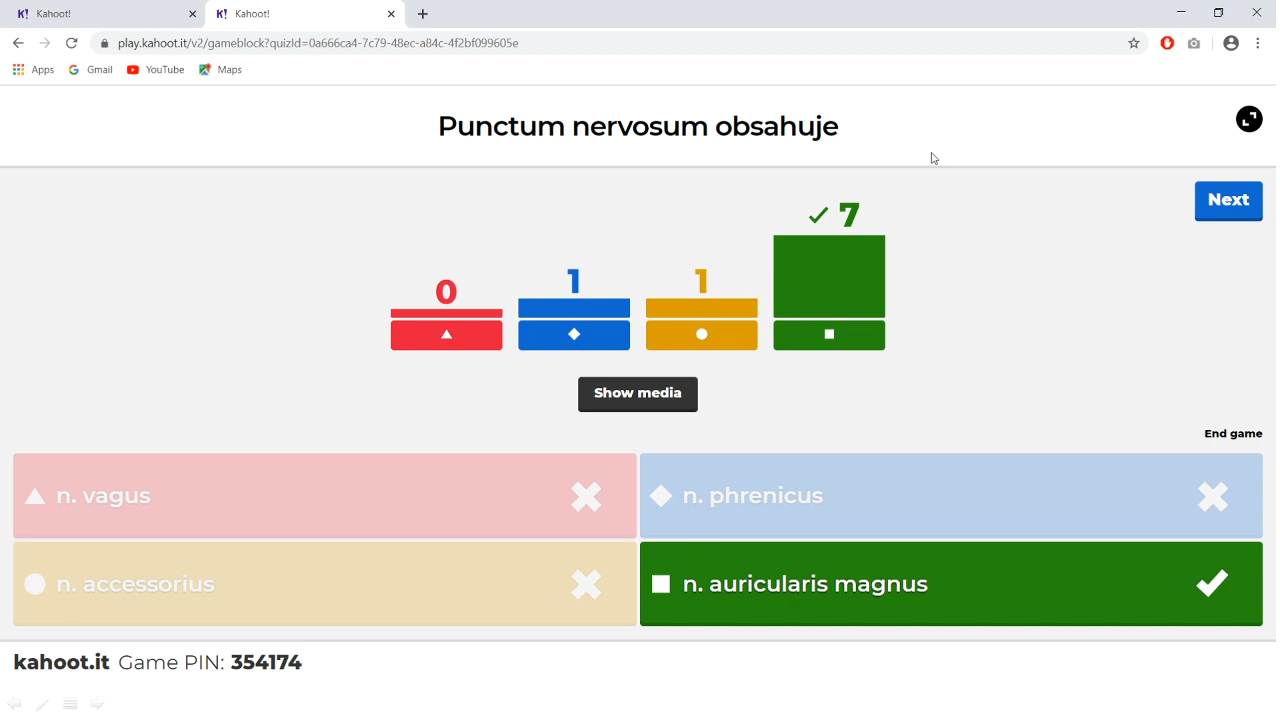 K! Kahoot!
K! Kahoot!
play.kahoot.it/v2/gameblock?quizId=0a666ca4-7c79-48ec-a84c-4f2bf099605e
Apps Gmail YouTube Maps
Punctum nervosum obsahuje
Next
0 1 1 7
Show media
End game
n. vagus
n. phrenicus
n. accessorius
n. auricularis magnus
kahoot.it Game PIN: 354174